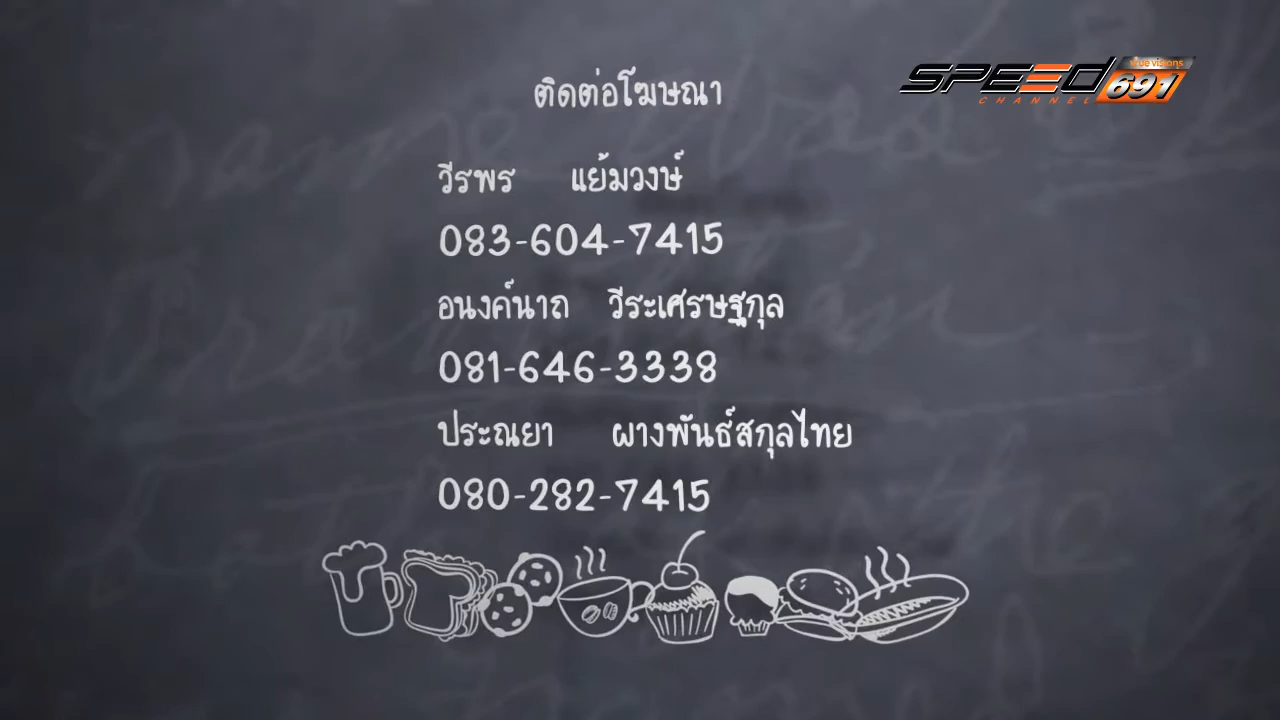 SPEED
true visions
CHANNEL 691
ติดต่อโฆษณา
วีรพร แย้มวงษ์
083-604-7415
อนงค์นาถ วีระเศรษฐกุล
081-646-3338
ประณยา ผางพันธ์สกุลไทย
080-282-7415